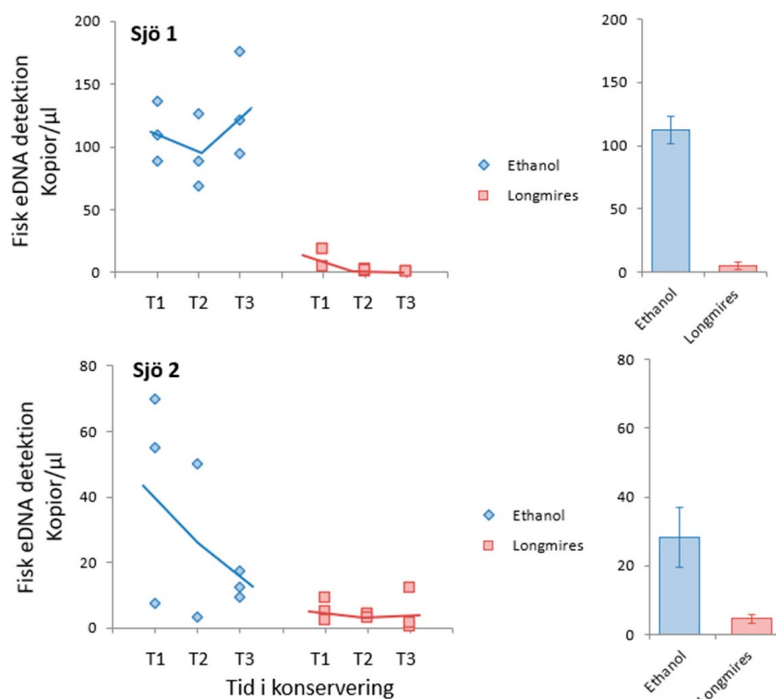 Sjö 1
Fisk eDNA detektion
Kopior/µl
200
150
100
50
0
T1 T2 T3 T1 T2 T3
Ethanol
Longmires
200
150
100
50
0
Ethanol
Longmires
Sjö 2
Fisk eDNA detektion
Kopior/µl
80
60
40
20
0
T1 T2 T3 T1 T2 T3
Tid i konservering
Ethanol
Longmires
80
60
40
20
0
Ethanol
Longmires